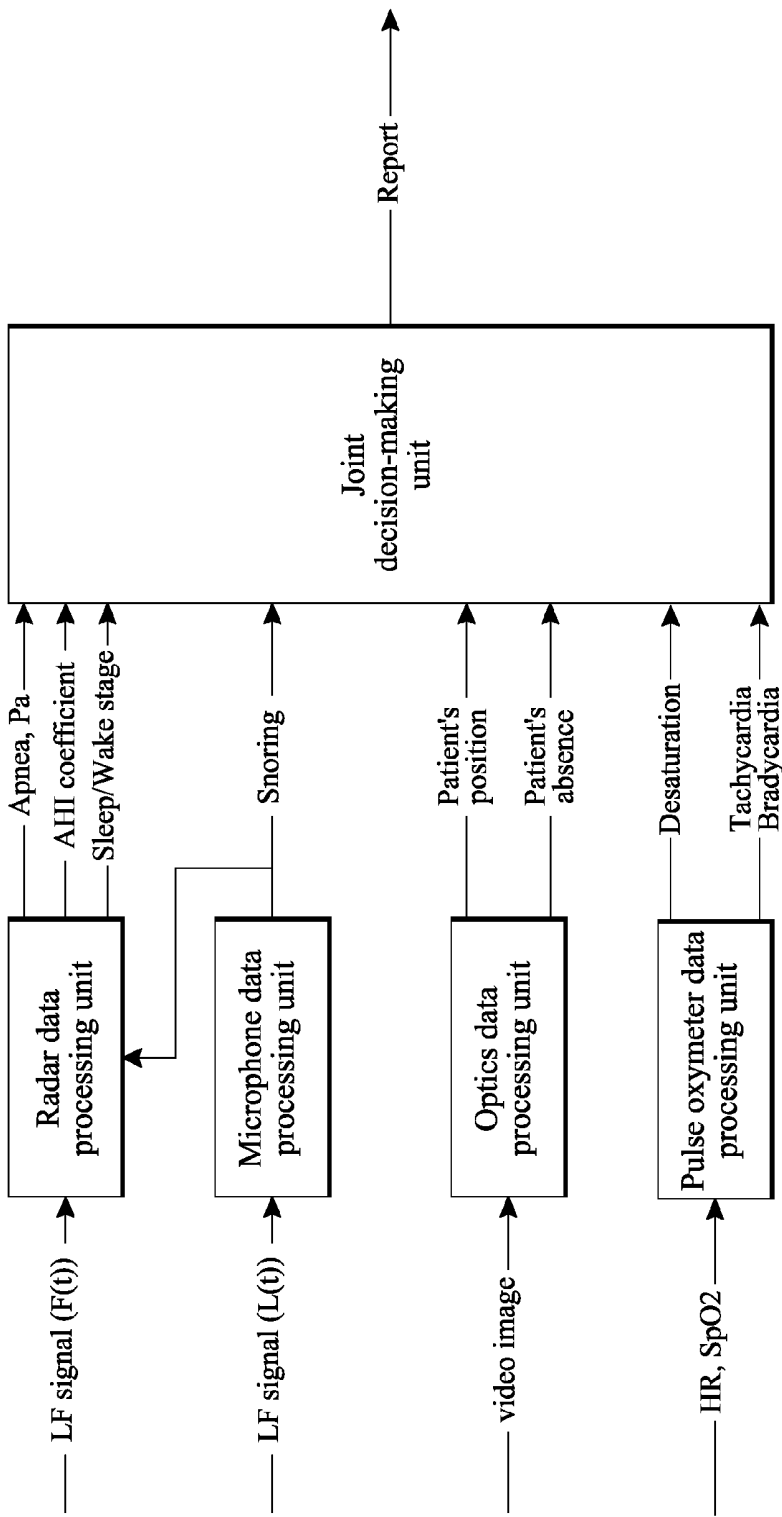 LF signal (F(t))
Radar data
processing unit
Apnea, Pa
AHI coefficient
Sleep/Wake stage
LF signal (L(t))
Microphone data
processing unit
Snoring
video image
Optics data
processing unit
Patient's
position
Patient's
absence
HR, SpO2
Pulse oxymeter data
processing unit
Desaturation
Tachycardia
Bradycardia
Joint
decision-making
unit
Report